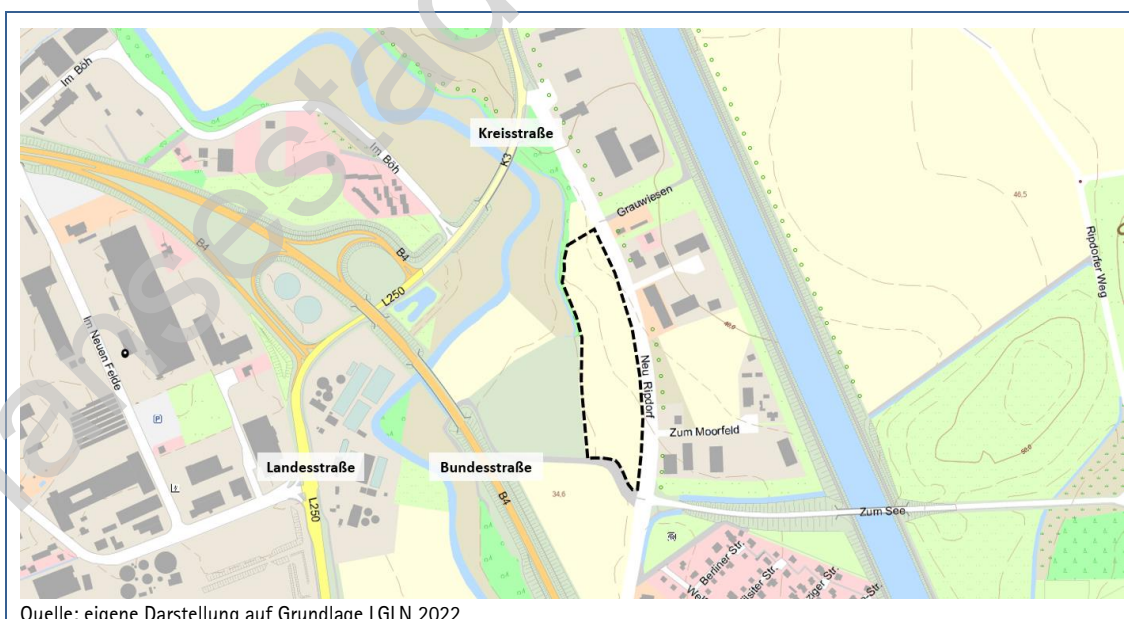 Im Böh
Kreisstraße
K3
Im Böh
Grauwiesen
46,5
Ripdorfer Weg
B4
B4
L250
Im Neuen Felde
Neu Ripdorf
P
Zum Moorfeld
Landesstraße
Bundesstraße
34,6
B4
L250
Zum See
Berliner Str.
Quelle: eigene Darstellung auf Grundlage LGLN 2022